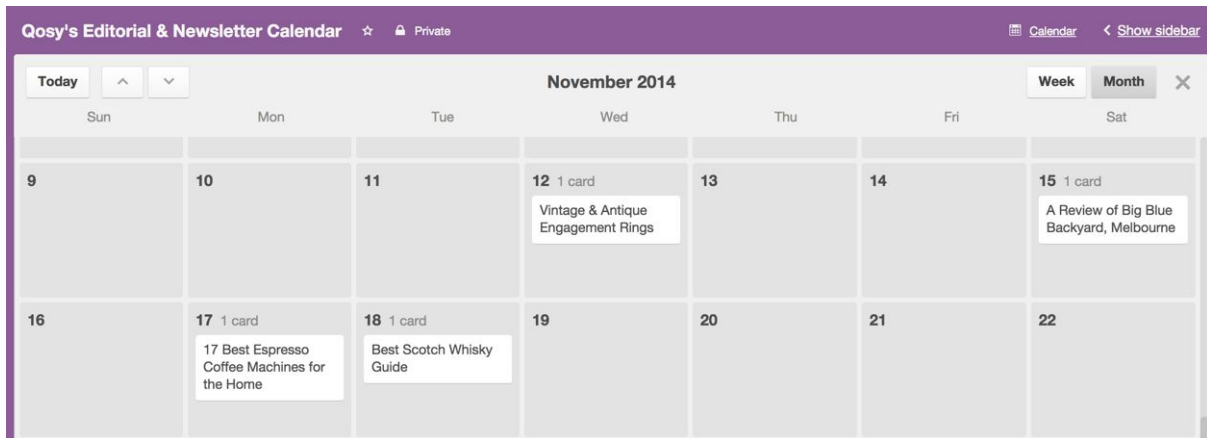 Qosy's Editorial & Newsletter Calendar Private Calendar Show sidebar
Today November 2014 Week Month
Sun Mon Tue Wed Thu Fri Sat
9 10 11 12 1 card 13 14 15 1 card
Vintage & Antique
Engagement Rings
A Review of Big Blue
Backyard, Melbourne
16 17 1 card 18 1 card 19 20 21 22
17 Best Espresso
Coffee Machines for
the Home
Best Scotch Whisky
Guide